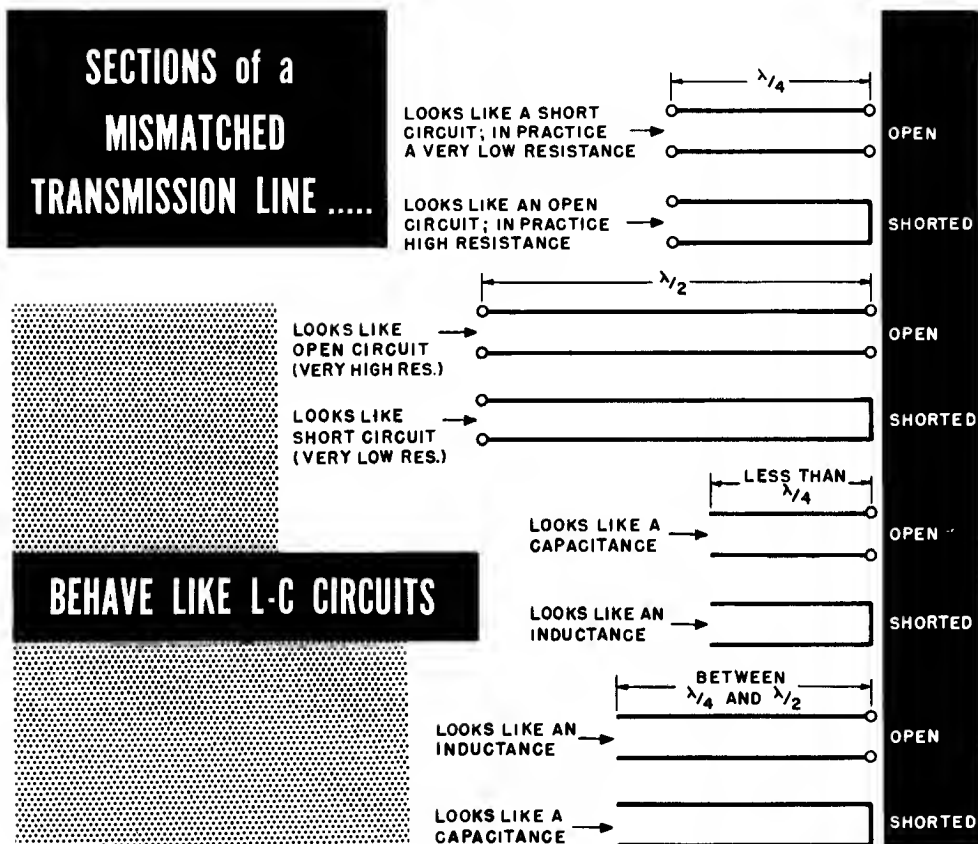 SECTIONS of a
MISMATCHED
TRANSMISSION LINE .....
λ/4
LOOKS LIKE A SHORT
CIRCUIT; IN PRACTICE
A VERY LOW RESISTANCE
OPEN
LOOKS LIKE AN OPEN
CIRCUIT; IN PRACTICE
HIGH RESISTANCE
SHORTED
λ/2
LOOKS LIKE
OPEN CIRCUIT
(VERY HIGH RES.)
OPEN
LOOKS LIKE
SHORT CIRCUIT
(VERY LOW RES.)
SHORTED
LESS THAN
λ/4
LOOKS LIKE A
CAPACITANCE
OPEN
BEHAVE LIKE L-C CIRCUITS
LOOKS LIKE AN
INDUCTANCE
SHORTED
BETWEEN
λ/4 AND λ/2
LOOKS LIKE AN
INDUCTANCE
OPEN
LOOKS LIKE A
CAPACITANCE
SHORTED